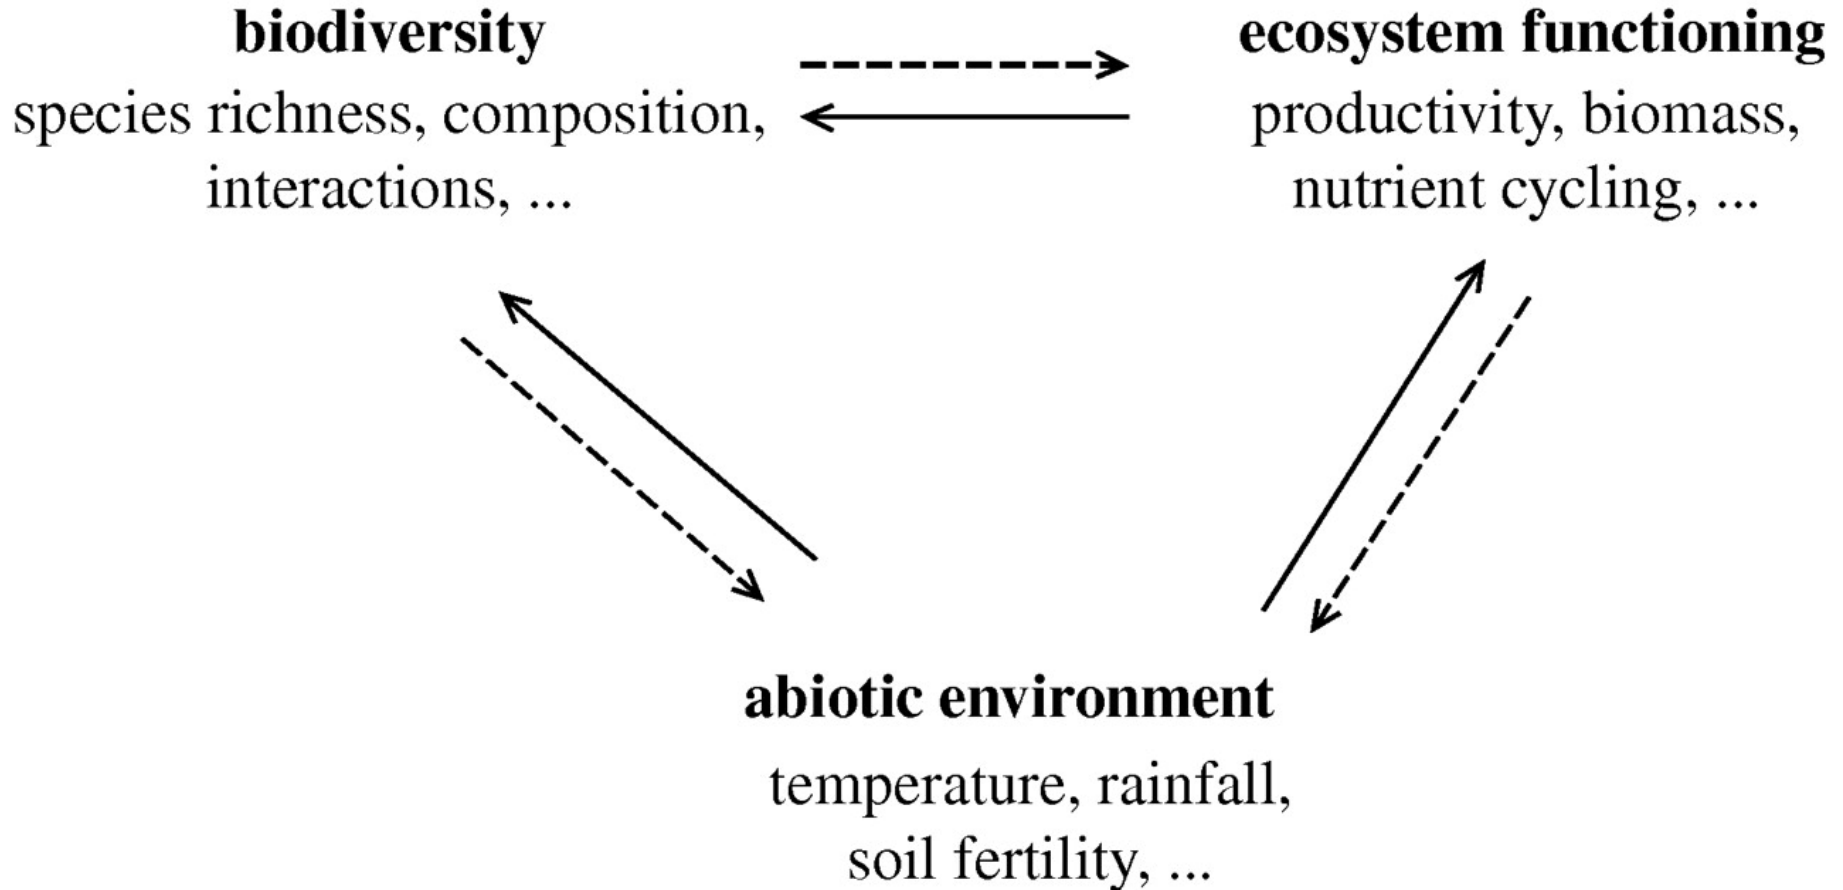 biodiversity
species richness, composition,
interactions, ...
ecosystem functioning
productivity, biomass,
nutrient cycling, ...
abiotic environment
temperature, rainfall,
soil fertility, ...